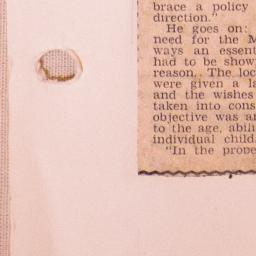 brace a policy
direction."
He goes on:
need for the M
ways an essent
had to be show
reason. The loc
were given a la
and the wishes
taken into cons
objective was an
to the age, abili
individual child.
"In the prope